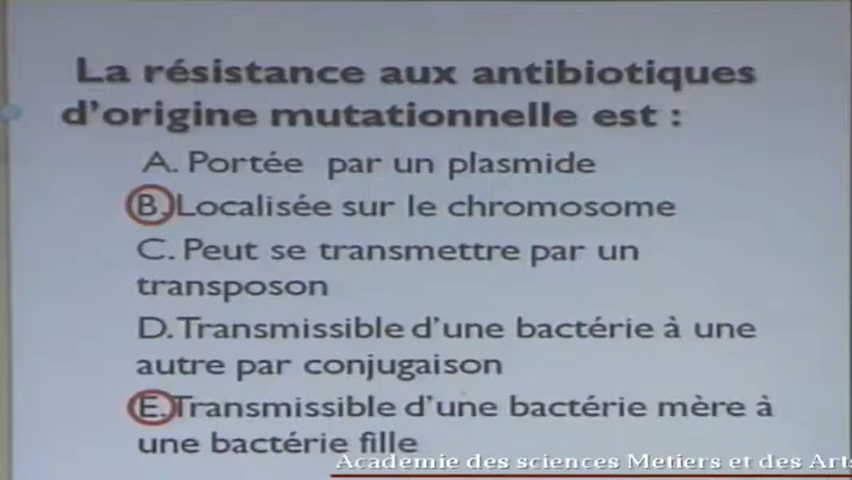 La résistance aux antibiotiques
d'origine mutationnelle est :
A. Portée par un plasmide
B. Localisée sur le chromosome
C. Peut se transmettre par un
transposon
D. Transmissible d'une bactérie à une
autre par conjugaison
E. Transmissible d'une bactérie mère à
une bactérie fille
Academie des sciences Metiers et des Arts